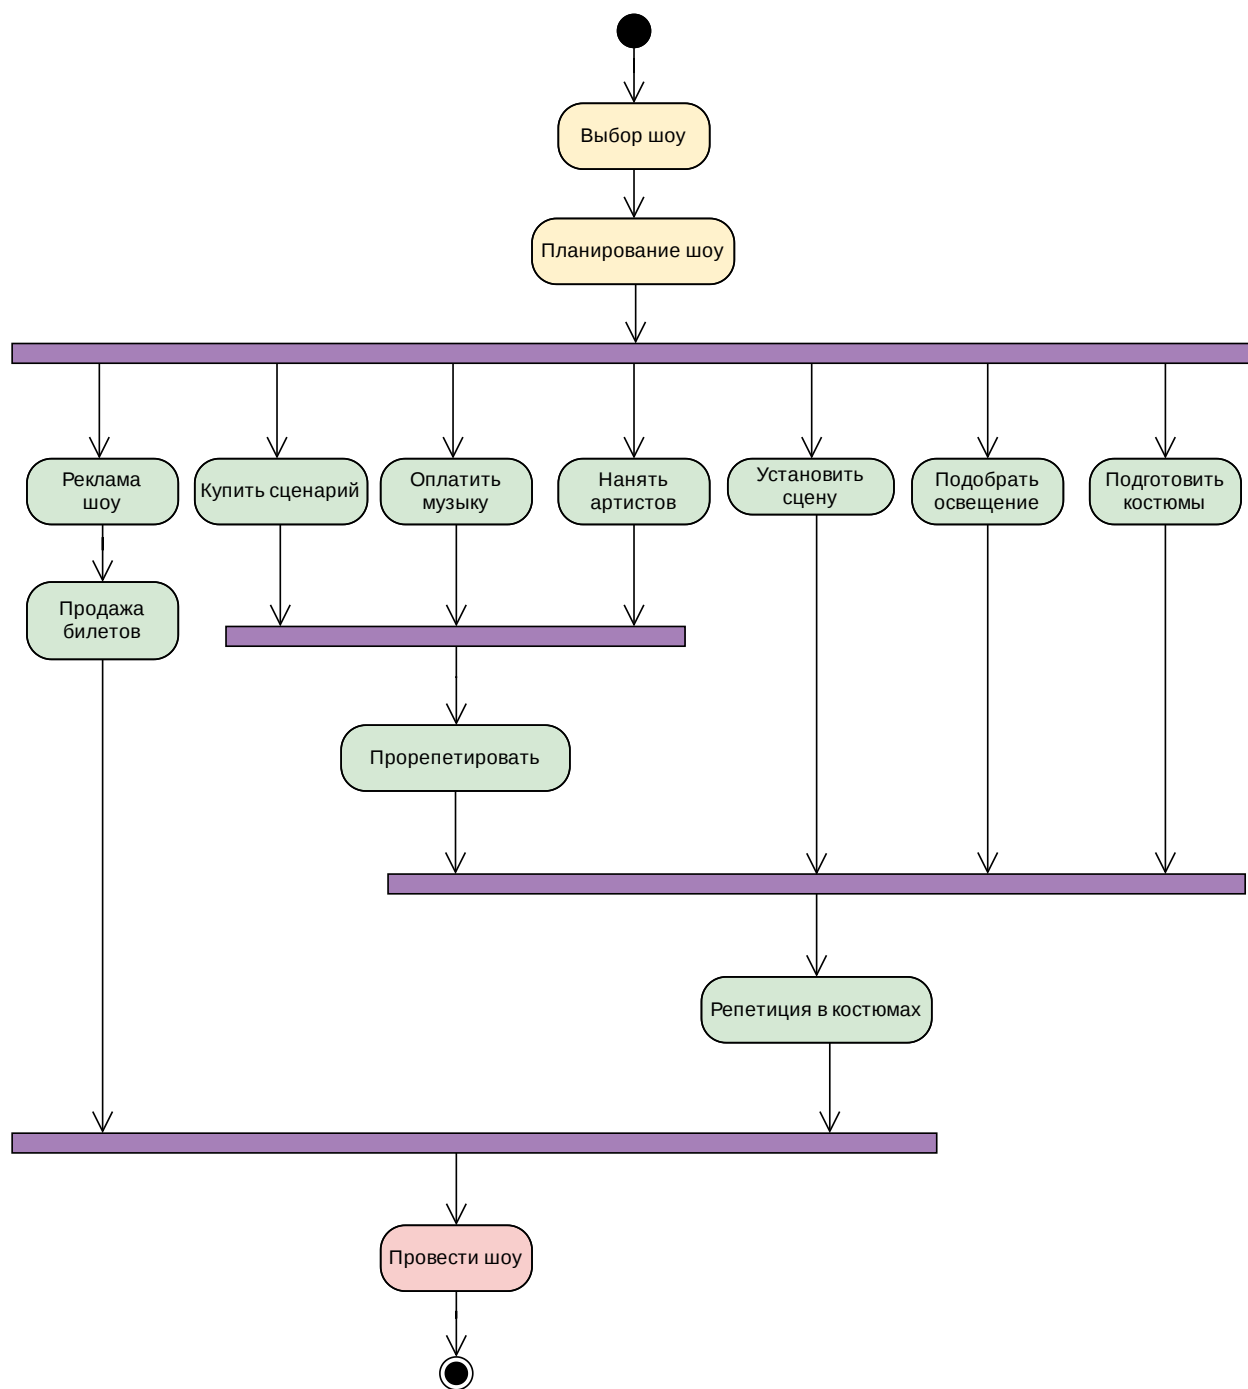 Выбор шоу
Планирование шоу
Реклама
шоу
Купить сценарий
Оплатить
музыку
Нанять
артистов
Установить
сцену
Подобрать
освещение
Подготовить
костюмы
Продажа
билетов
Прорепетировать
Репетиция в костюмах
Провести шоу